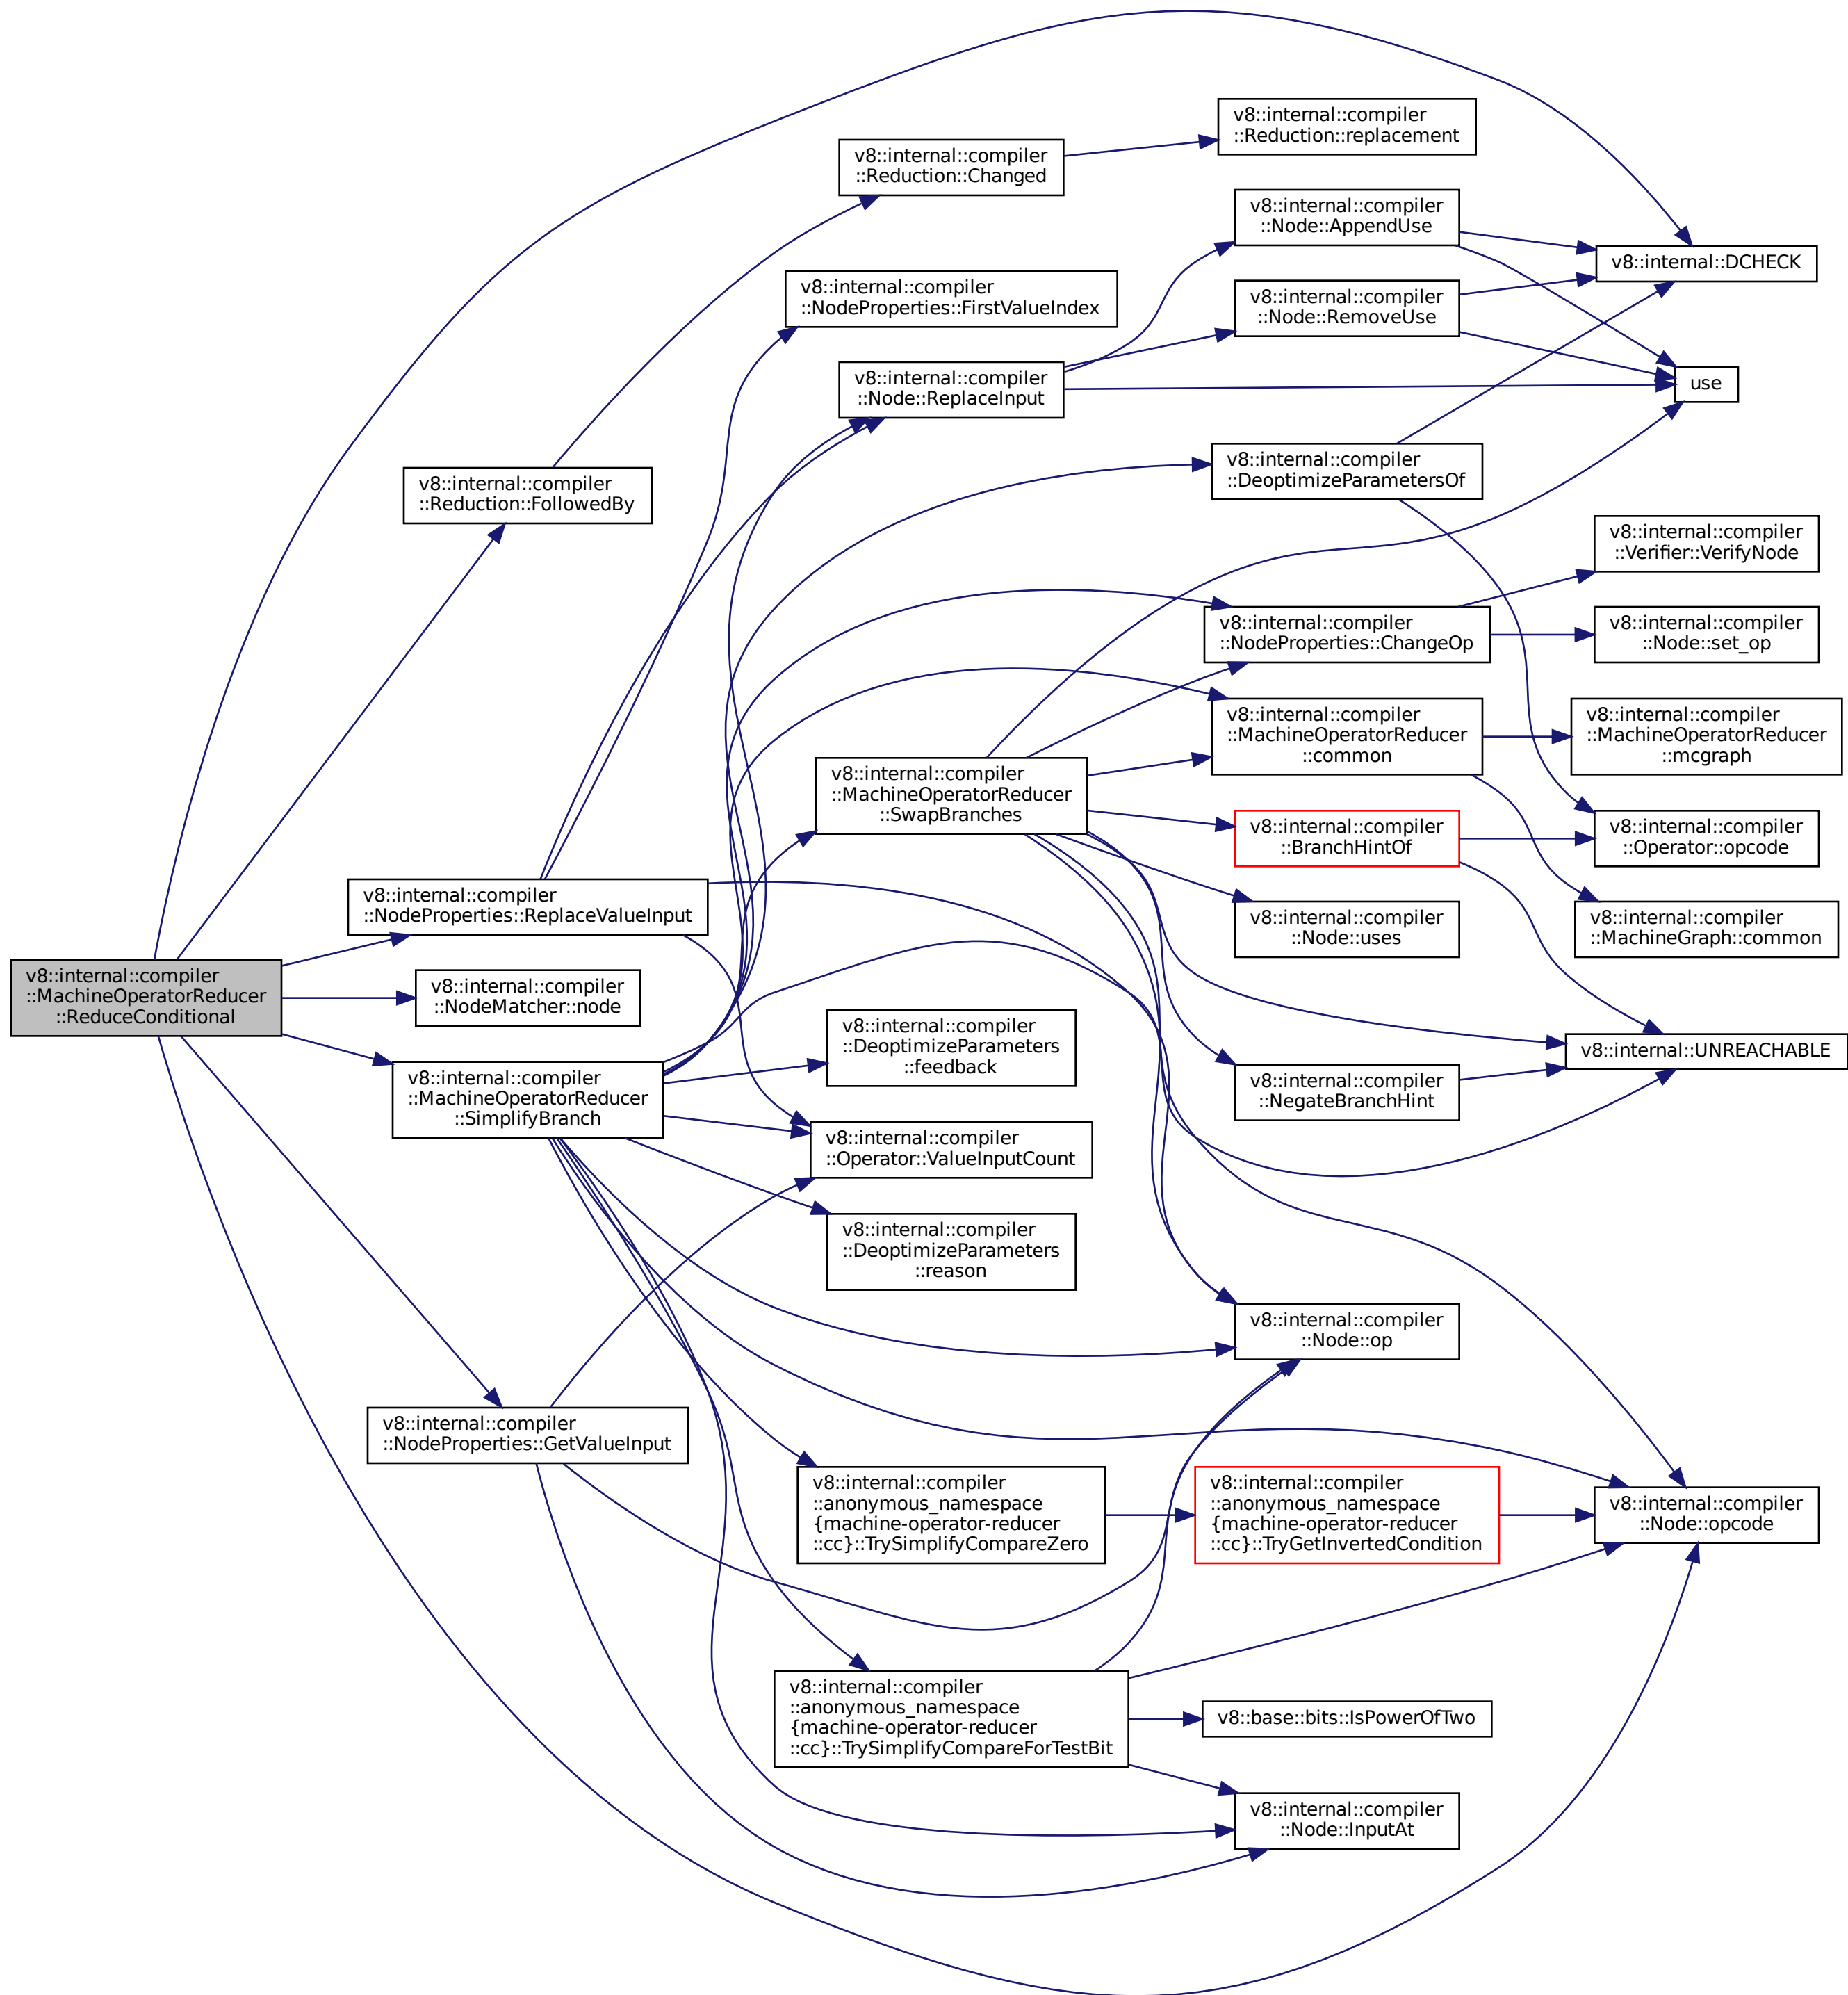 v8::internal::compiler
::Reduction::replacement
v8::internal::compiler
::Reduction::Changed
v8::internal::compiler
::Node::AppendUse
v8::internal::DCHECK
v8::internal::compiler
::NodeProperties::FirstValueIndex
v8::internal::compiler
::Node::RemoveUse
v8::internal::compiler
::Node::ReplaceInput
use
v8::internal::compiler
::DeoptimizeParametersOf
v8::internal::compiler
::Reduction::FollowedBy
v8::internal::compiler
::Verifier::VerifyNode
v8::internal::compiler
::NodeProperties::ChangeOp
v8::internal::compiler
::Node::set_op
v8::internal::compiler
::MachineOperatorReducer
::common
v8::internal::compiler
::MachineOperatorReducer
::mcgraph
v8::internal::compiler
::MachineOperatorReducer
::SwapBranches
v8::internal::compiler
::BranchHintOf
v8::internal::compiler
::Operator::opcode
v8::internal::compiler
::NodeProperties::ReplaceValueInput
v8::internal::compiler
::Node::uses
v8::internal::compiler
::MachineGraph::common
v8::internal::compiler
::MachineOperatorReducer
::ReduceConditional
v8::internal::compiler
::NodeMatcher::node
v8::internal::compiler
::DeoptimizeParameters
::feedback
v8::internal::UNREACHABLE
v8::internal::compiler
::MachineOperatorReducer
::SimplifyBranch
v8::internal::compiler
::NegateBranchHint
v8::internal::compiler
::Operator::ValueInputCount
v8::internal::compiler
::DeoptimizeParameters
::reason
v8::internal::compiler
::Node::op
v8::internal::compiler
::NodeProperties::GetValueInput
v8::internal::compiler
::anonymous_namespace
{machine-operator-reducer
::cc}::TrySimplifyCompareZero
v8::internal::compiler
::anonymous_namespace
{machine-operator-reducer
::cc}::TryGetInvertedCondition
v8::internal::compiler
::Node::opcode
v8::internal::compiler
::anonymous_namespace
{machine-operator-reducer
::cc}::TrySimplifyCompareForTestBit
v8::base::bits::IsPowerOfTwo
v8::internal::compiler
::Node::InputAt